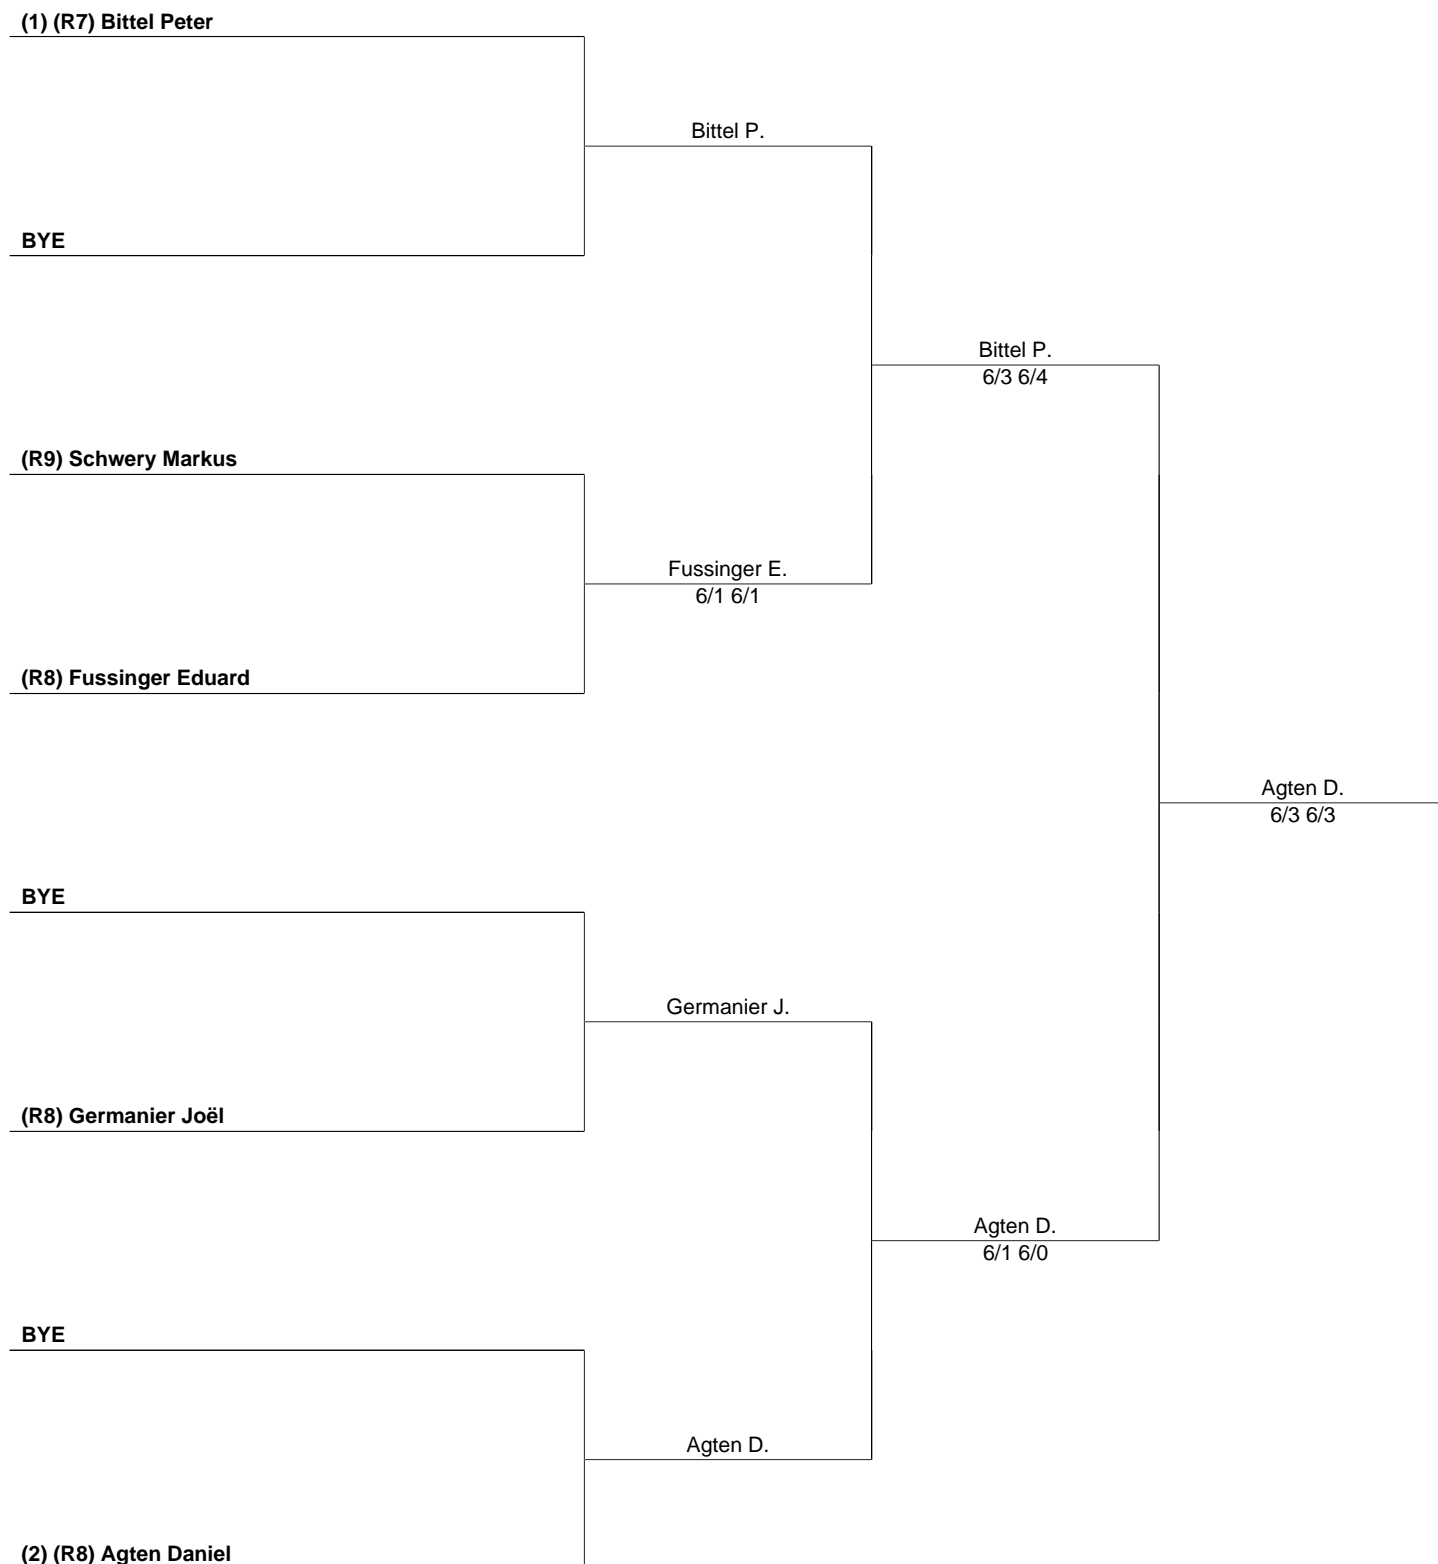 (1) (R7) Bittel Peter
Bittel P.
BYE
Bittel P.
6/3 6/4
(R9) Schwery Markus
Fussinger E.
6/1 6/1
(R8) Fussinger Eduard
Agten D.
6/3 6/3
BYE
Germanier J.
(R8) Germanier Joël
Agten D.
6/1 6/0
BYE
Agten D.
(2) (R8) Agten Daniel